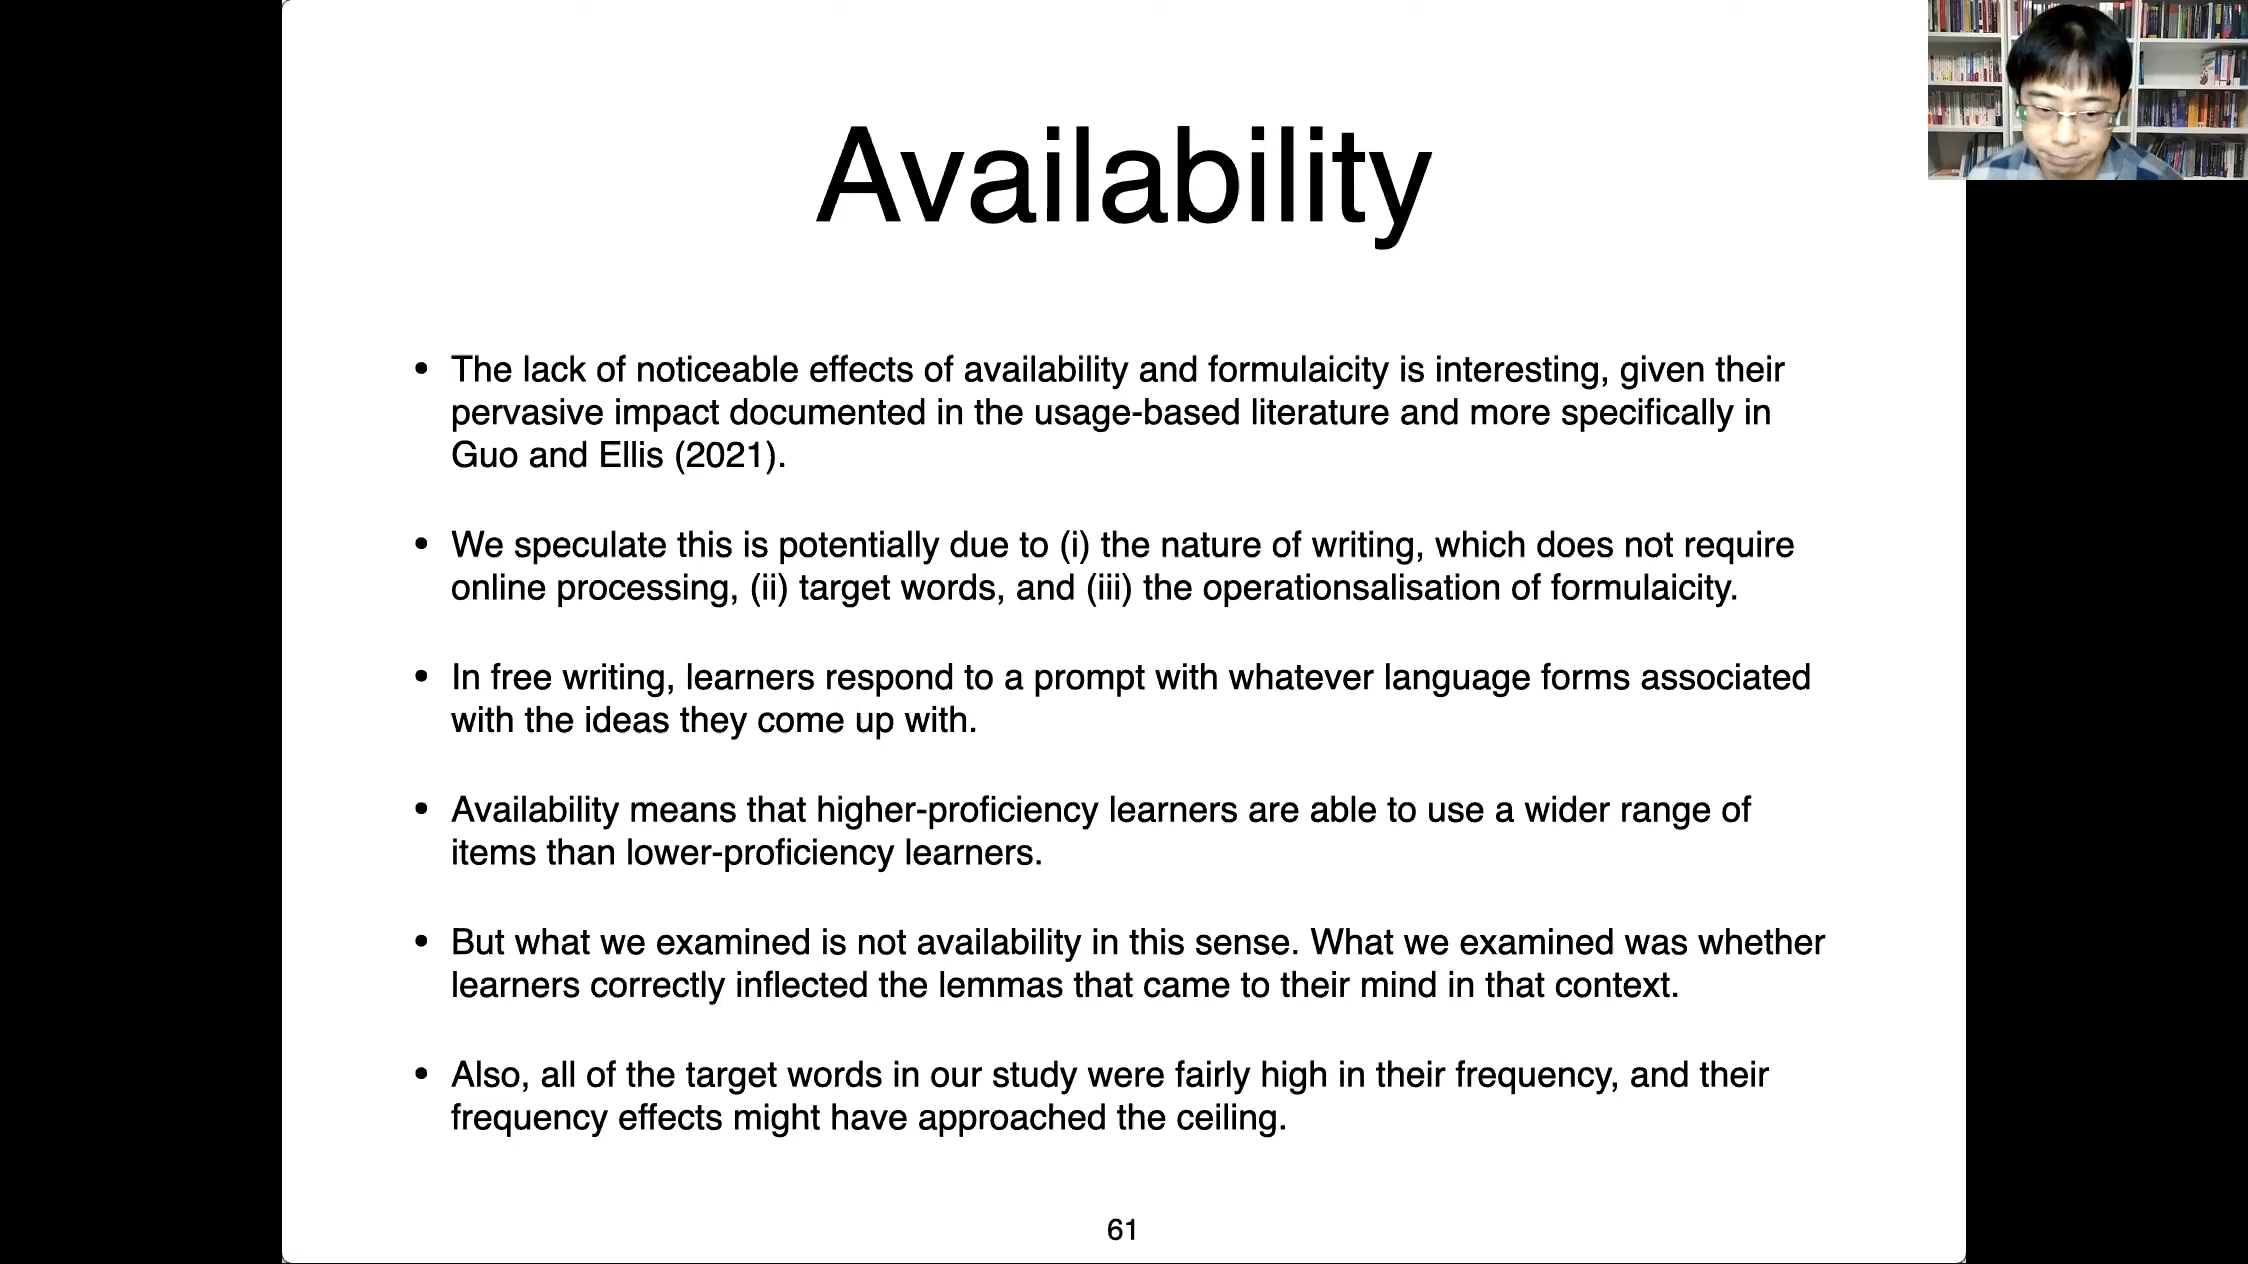 Availability
• The lack of noticeable effects of availability and formulaicity is interesting, given their
pervasive impact documented in the usage-based literature and more specifically in
Guo and Ellis (2021).
• We speculate this is potentially due to (i) the nature of writing, which does not require
online processing, (ii) target words, and (iii) the operationsalisation of formulaicity.
• In free writing, learners respond to a prompt with whatever language forms associated
with the ideas they come up with.
• Availability means that higher-proficiency learners are able to use a wider range of
items than lower-proficiency learners.
• But what we examined is not availability in this sense. What we examined was whether
learners correctly inflected the lemmas that came to their mind in that context.
• Also, all of the target words in our study were fairly high in their frequency, and their
frequency effects might have approached the ceiling.
61